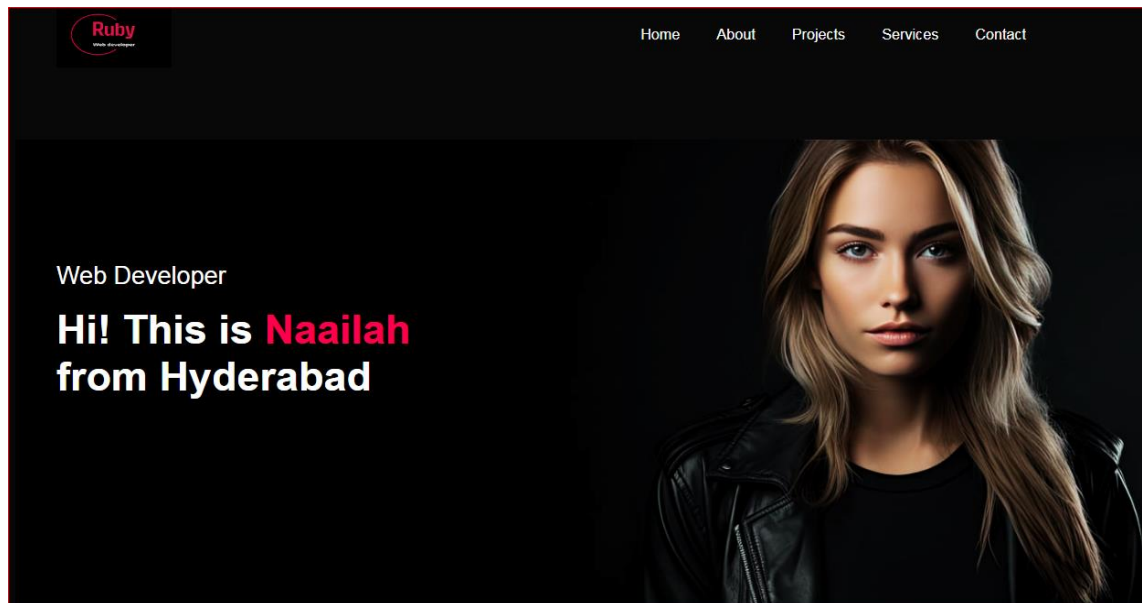 Ruby
Web developer
Home About Projects Services Contact
Web Developer
Hi! This is Naailah
from Hyderabad